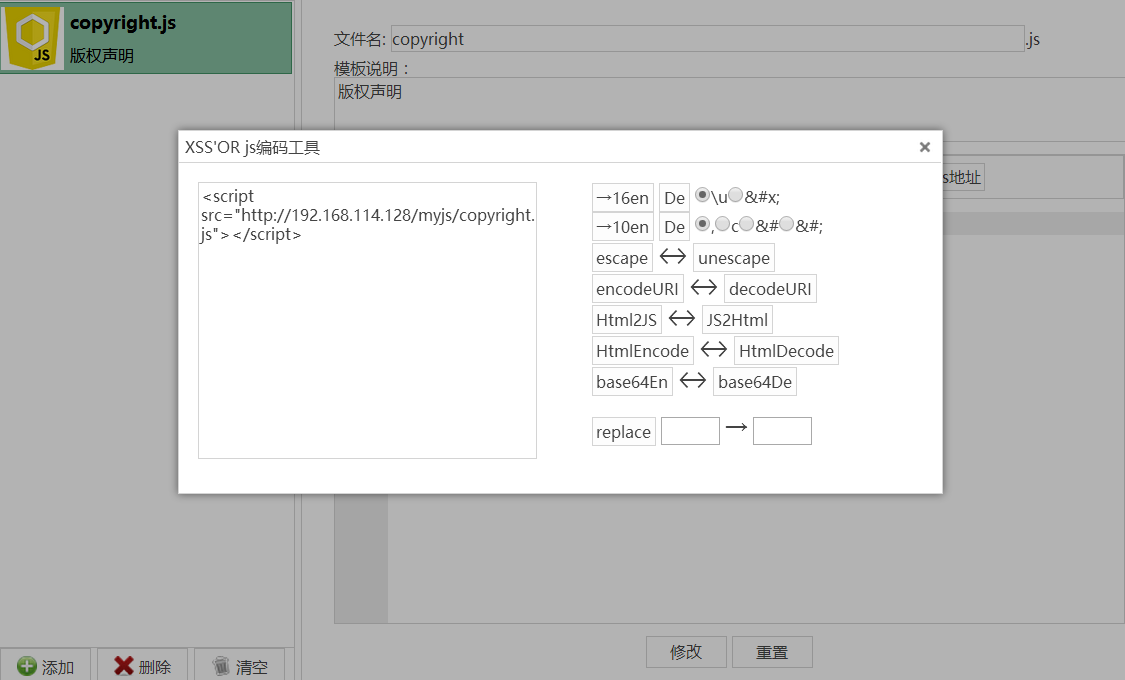 copyright.js
JS
版权声明
文件名: copyright .js
模板说明：
版权声明
XSS'OR js编码工具
s地址
<script
src="http://192.168.114.128/myjs/copyright.
js"></script>
→16en De \u &#x;
→10en De , c &# &#;
escape ↔ unescape
encodeURI ↔ decodeURI
Html2JS ↔ JS2Html
HtmlEncode ↔ HtmlDecode
base64En ↔ base64De
replace →
添加 删除 清空
修改 重置